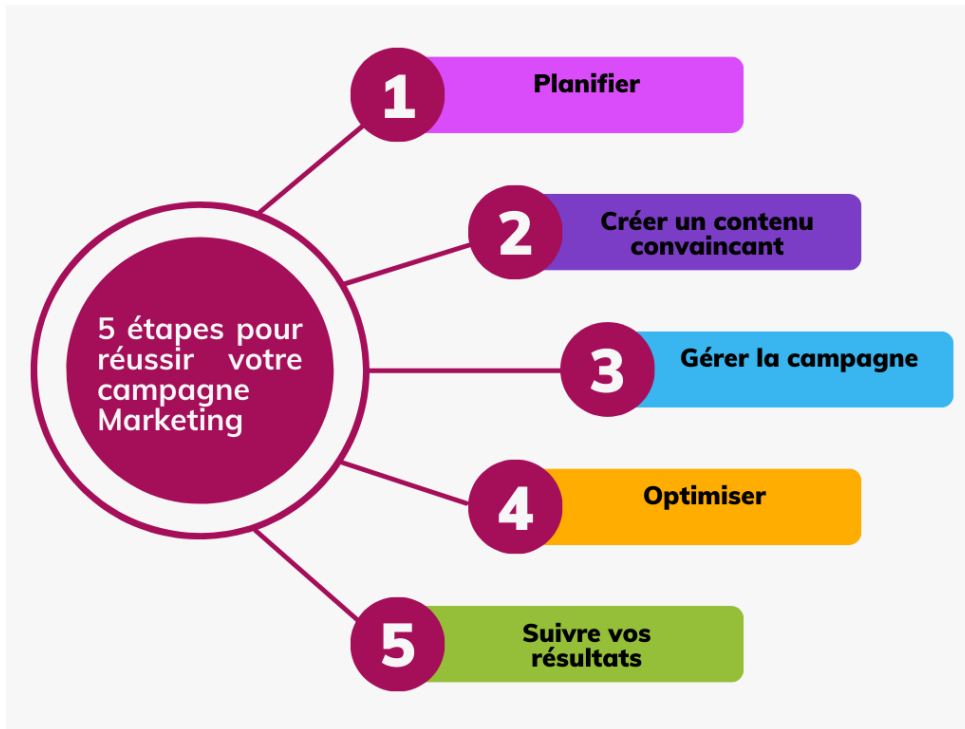 1
Planifier
2
Créer un contenu
convaincant
5 étapes pour
réussir votre
campagne
Marketing
3
Gérer la campagne
4
Optimiser
5
Suivre vos
résultats